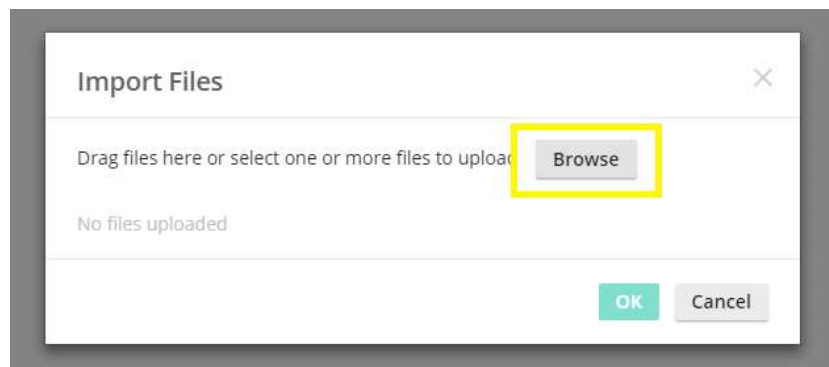 Import Files
Drag files here or select one or more files to upload Browse
No files uploaded
OK Cancel